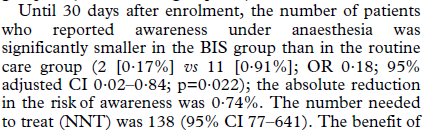 Until 30 days after enrolment, the number of patients
who reported awareness under anaesthesia was
significantly smaller in the BIS group than in the routine
care group (2 [0·17%] vs 11 [0·91%]; OR 0·18; 95%
adjusted CI 0·02–0·84; p=0·022); the absolute reduction
in the risk of awareness was 0·74%. The number needed
to treat (NNT) was 138 (95% CI 77–641). The benefit of